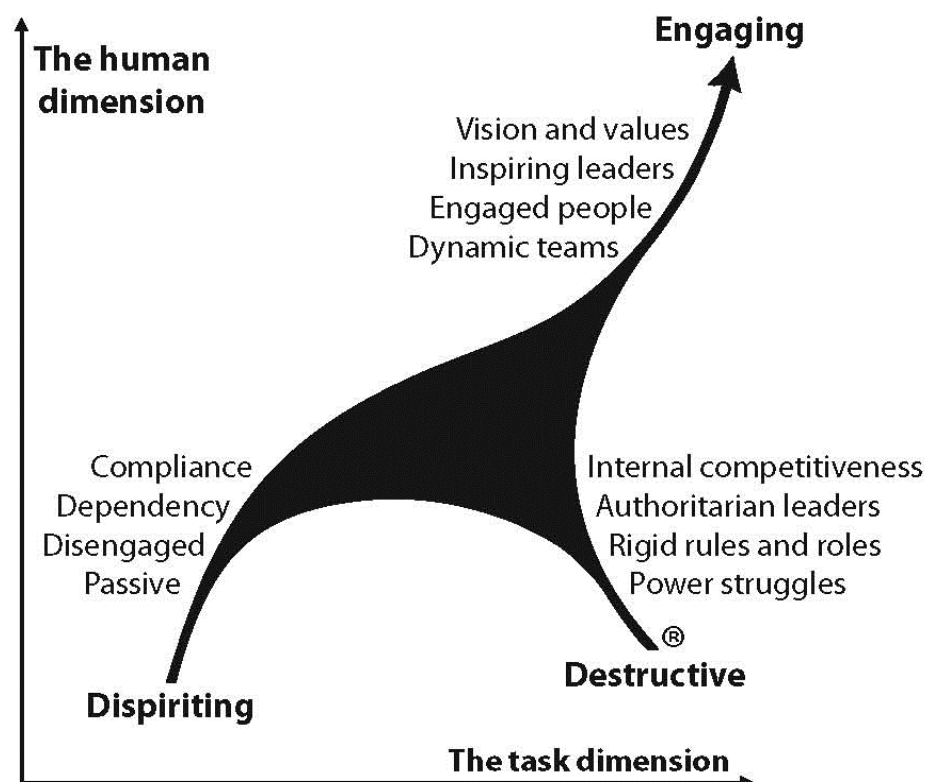 Engaging
The human
dimension
Vision and values
Inspiring leaders
Engaged people
Dynamic teams
Compliance
Dependency
Disengaged
Passive
Internal competitiveness
Authoritarian leaders
Rigid rules and roles
Power struggles
®
Destructive
Dispiriting
The task dimension